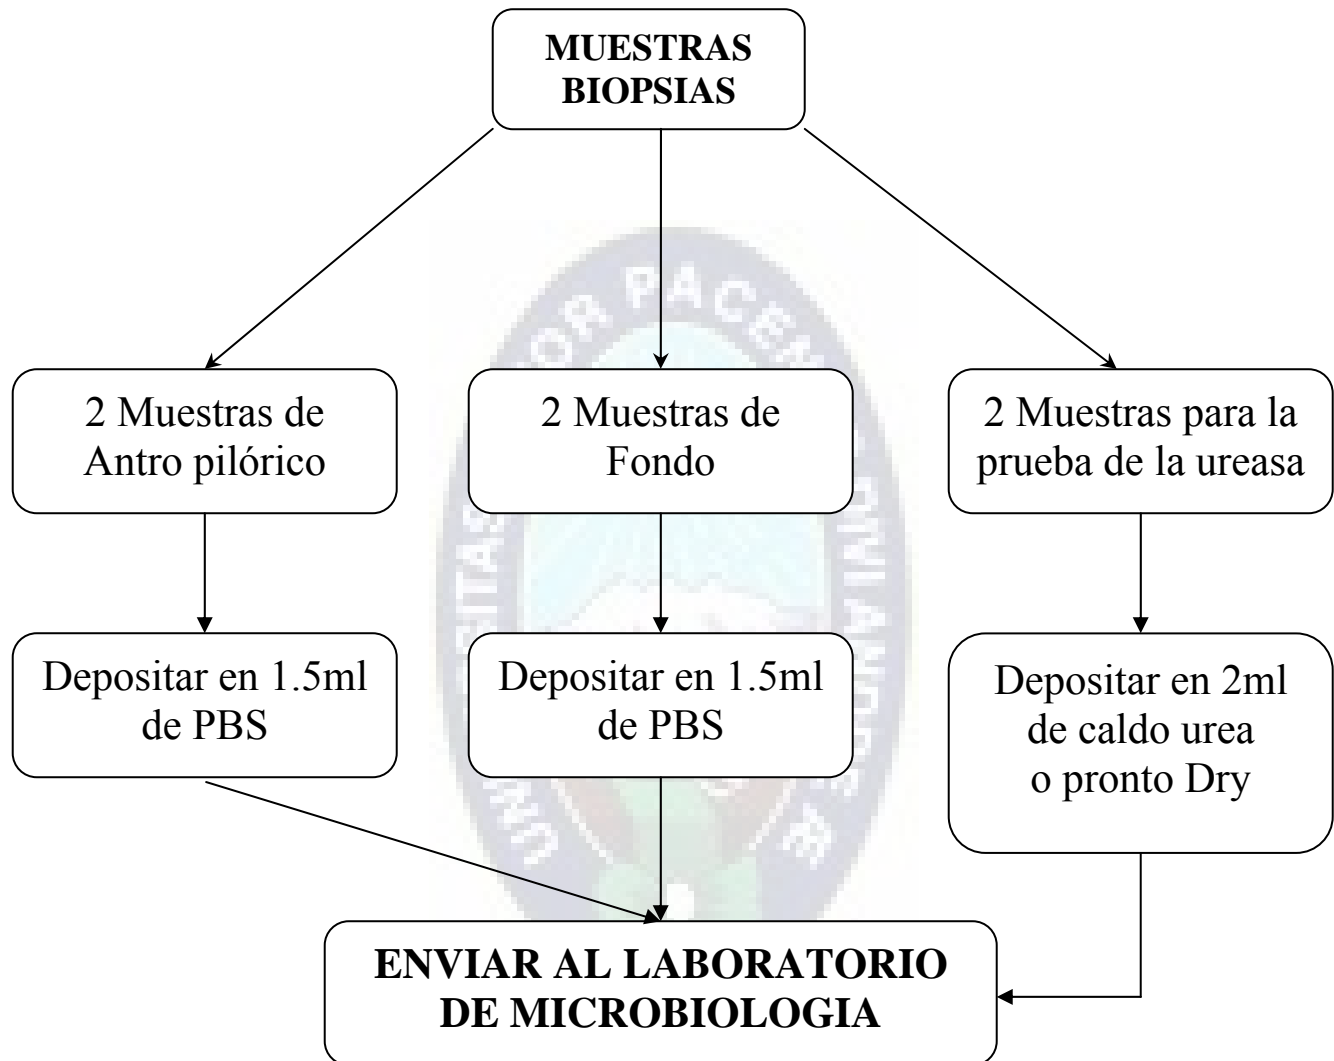 MUESTRAS
BIOPSIAS
2 Muestras de
Antro pilórico
2 Muestras de
Fondo
2 Muestras para la
prueba de la ureasa
Depositar en 1.5ml
de PBS
Depositar en 1.5ml
de PBS
Depositar en 2ml
de caldo urea
o pronto Dry
ENVIAR AL LABORATORIO
DE MICROBIOLOGIA